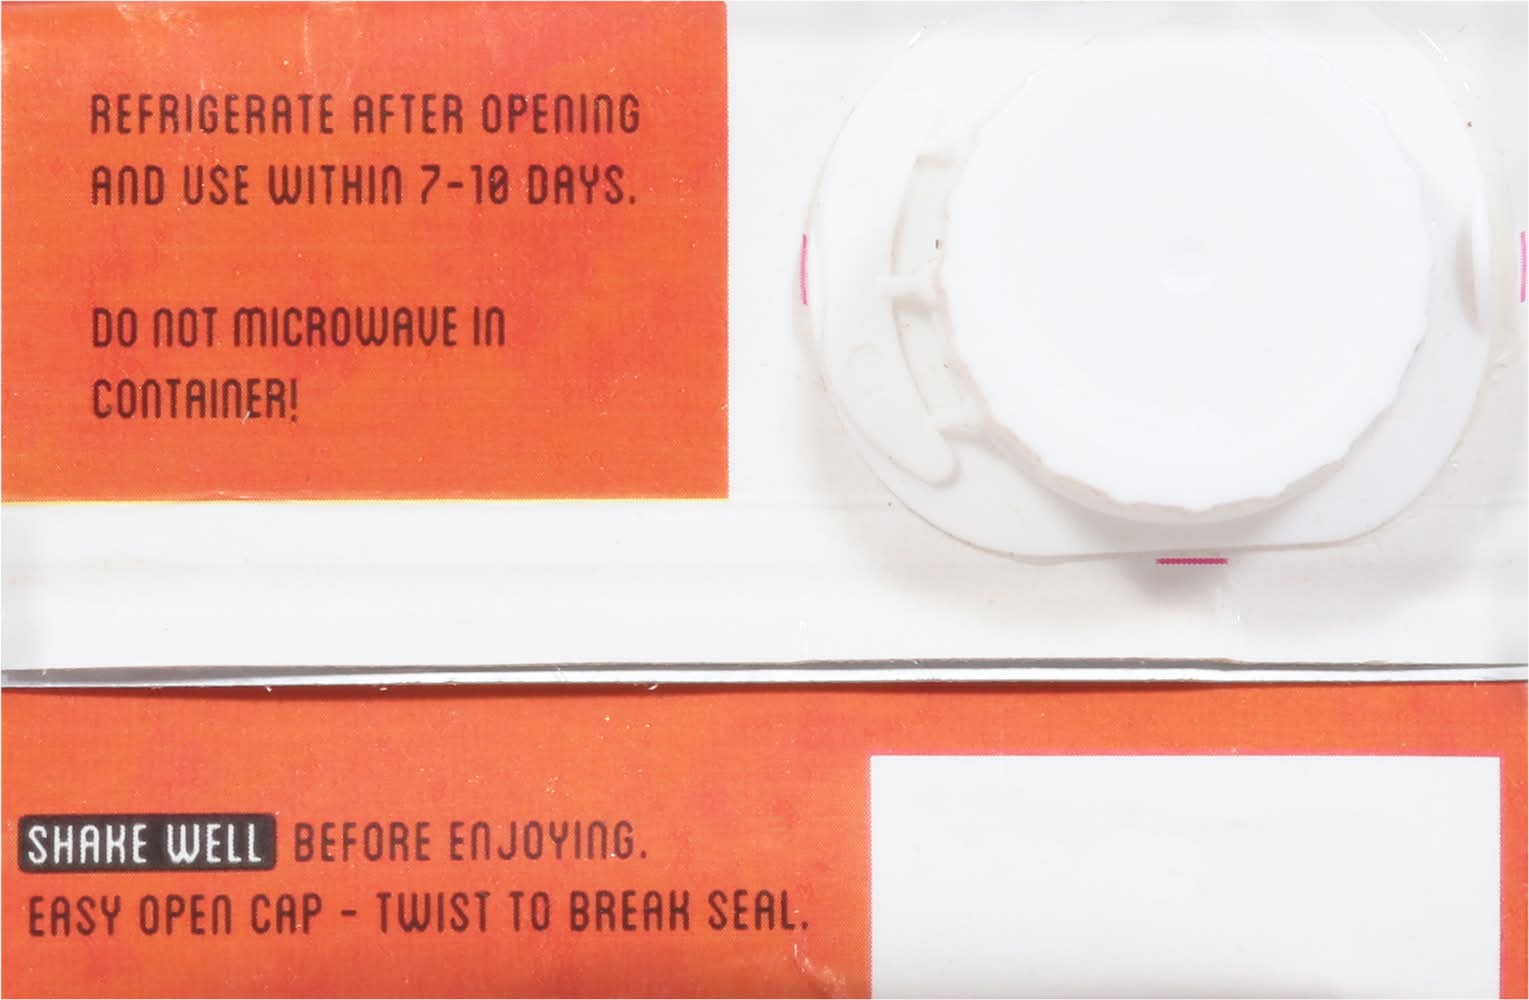 REFRIGERATE AFTER OPENING
AND USE WITHIN 7-10 DAYS.
DO NOT MICROWAVE IN
CONTAINER!
SHAKE WELL BEFORE ENJOYING.
EASY OPEN CAP - TWIST TO BREAK SEAL.